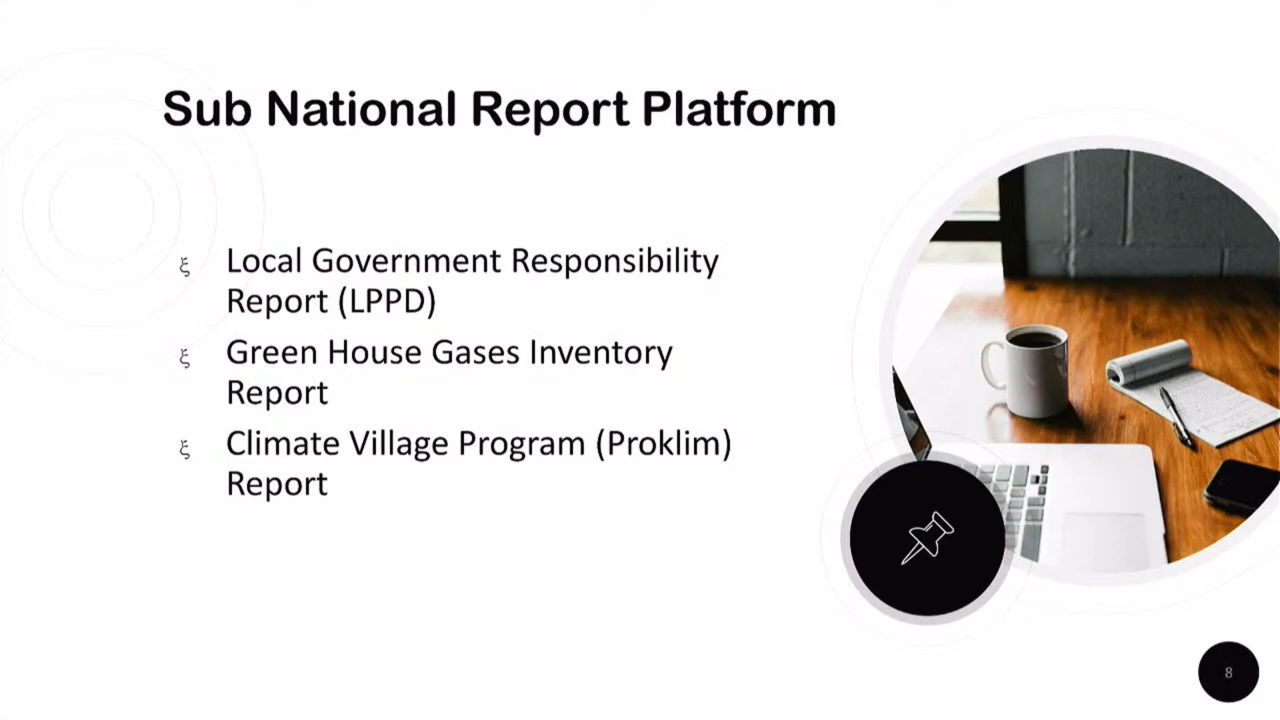 Sub National Report Platform
ξ Local Government Responsibility
Report (LPPD)
ξ Green House Gases Inventory
Report
ξ Climate Village Program (Proklim)
Report
8